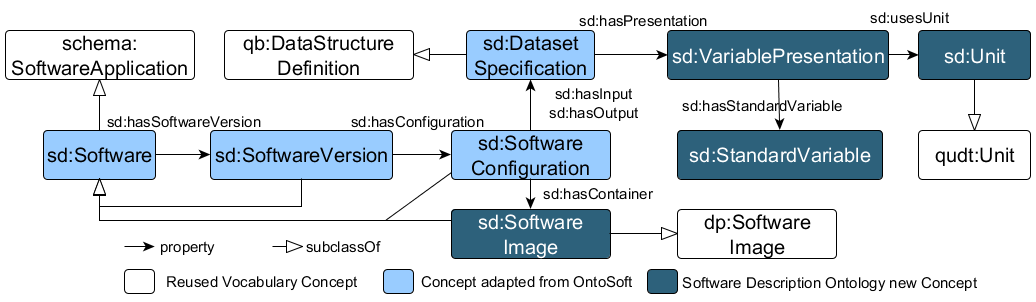 sd:hasPresentation
sd:usesUnit
schema:
SoftwareApplication
qb:DataStructure
Definition
sd:Dataset
Specification
sd:VariablePresentation
sd:Unit
sd:hasInput
sd:hasOutput
sd:hasStandardVariable
sd:hasSoftwareVersion
sd:hasConfiguration
sd:Software
sd:SoftwareVersion
sd:Software
Configuration
sd:StandardVariable
qudt:Unit
sd:hasContainer
sd:Software
Image
dp:Software
Image
property
subclassOf
Reused Vocabulary Concept
Concept adapted from OntoSoft
Software Description Ontology new Concept